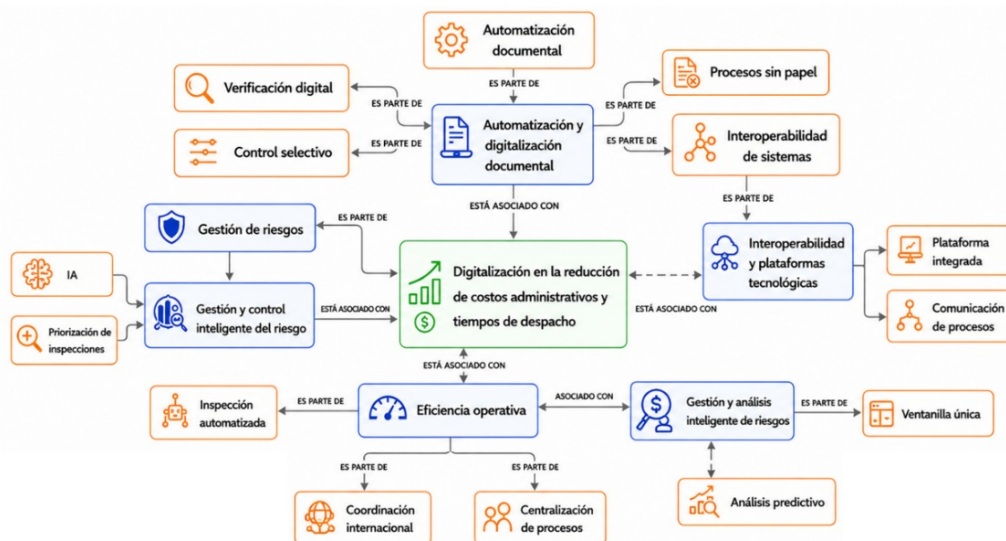 Automatización
documental
Verificación digital
ES PARTE DE
ES PARTE DE
ES PARTE DE
Procesos sin papel
Automatización y
digitalización
documental
Control selectivo
ES PARTE DE
ES PARTE DE
Interoperabilidad
de sistemas
ESTÁ ASOCIADO CON
ES PARTE DE
Gestión de riesgos
ES PARTE DE
Interoperabilidad
y plataformas
tecnológicas
Plataforma
integrada
IA
Digitalización en la reducción
de costos administrativos y
tiempos de despacho
$
Gestión y control
inteligente del riesgo
ESTÁ ASOCIADO CON
ESTÁ ASOCIADO CON
Comunicación
de procesos
Priorización de
inspecciones
ESTÁ ASOCIADO CON
Inspección
automatizada
ES PARTE DE
Eficiencia operativa
ASOCIADO CON
$
Gestión y análisis
inteligente de riesgos
ES PARTE DE
Ventanilla única
ES PARTE DE
ES PARTE DE
Coordinación
internacional
Centralización
de procesos
Análisis predictivo